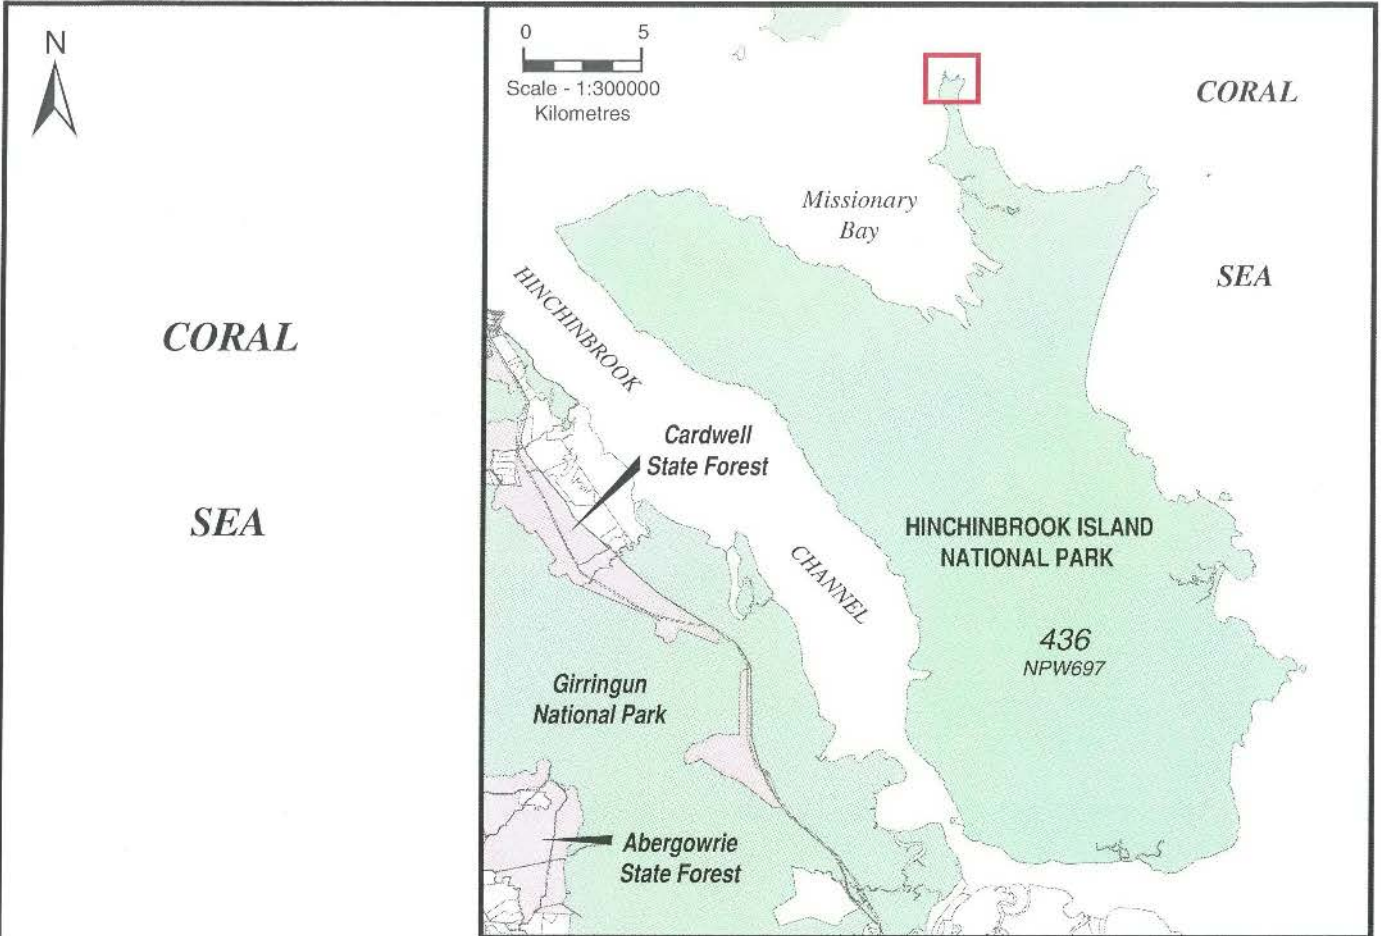 N
CORAL
SEA
0 5
Scale - 1:300000
Kilometres
CORAL
SEA
Missionary
Bay
HINCHINBROOK
CHANNEL
Cardwell
State Forest
HINCHINBROOK ISLAND
NATIONAL PARK
436
NPW697
Girringun
National Park
Abergowrie
State Forest